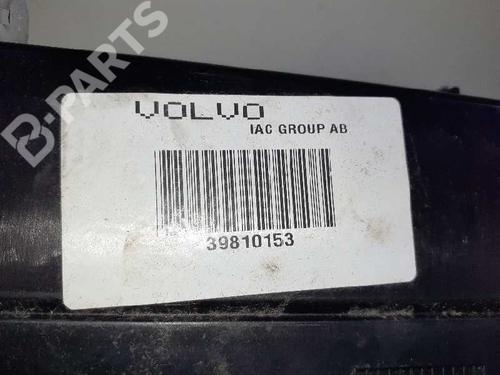 B-PARTS
VOLVO
IAC GROUP AB
39810153